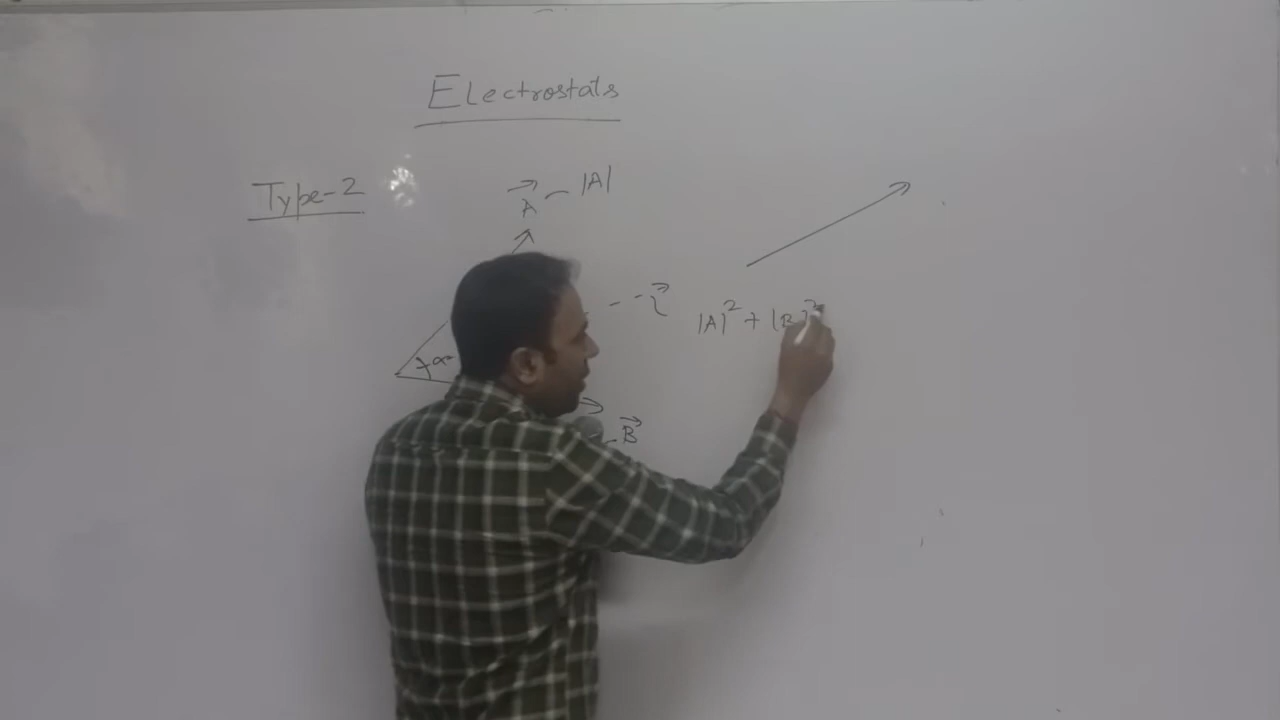 Electrostats
Type-2
A⃗ - |A|
C⃗
|A|² + |B|²
α
B⃗